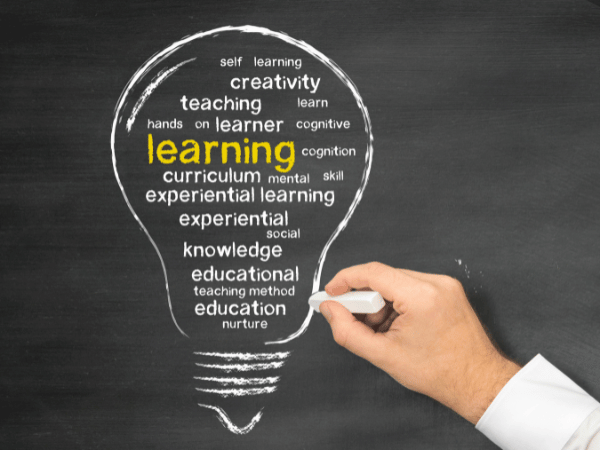 self learning
creativity
teaching learn
hands on learner cognitive
learning cognition
curriculum mental skill
experiential learning
experiential
social
knowledge
educational
teaching method
education
nurture